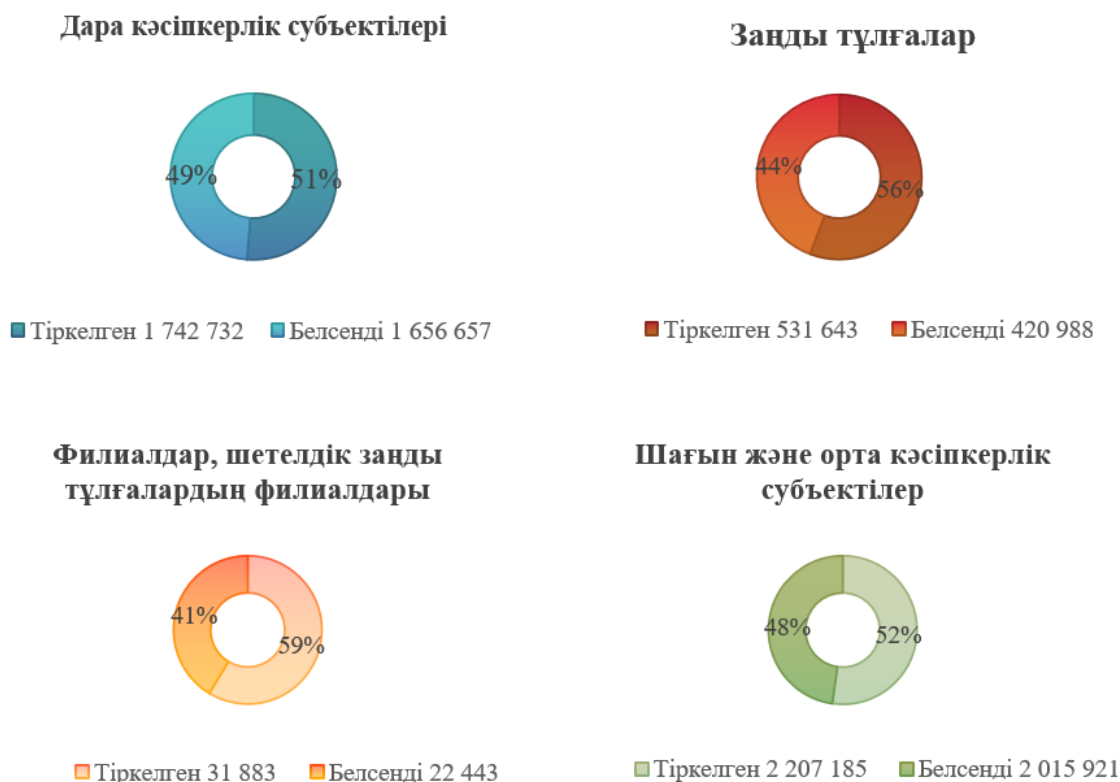 Дара кәсіпкерлік субъектілері
49%
51%
Тіркелген 1 742 732
Белсенді 1 656 657
Заңды тұлғалар
44%
56%
Тіркелген 531 643
Белсенді 420 988
Филиалдар, шетелдік заңды
тұлғалардың филиалдары
41%
59%
Тіркелген 31 883
Белсенді 22 443
Шағын және орта кәсіпкерлік
субъектілер
48%
52%
Тіркелген 2 207 185
Белсенді 2 015 921